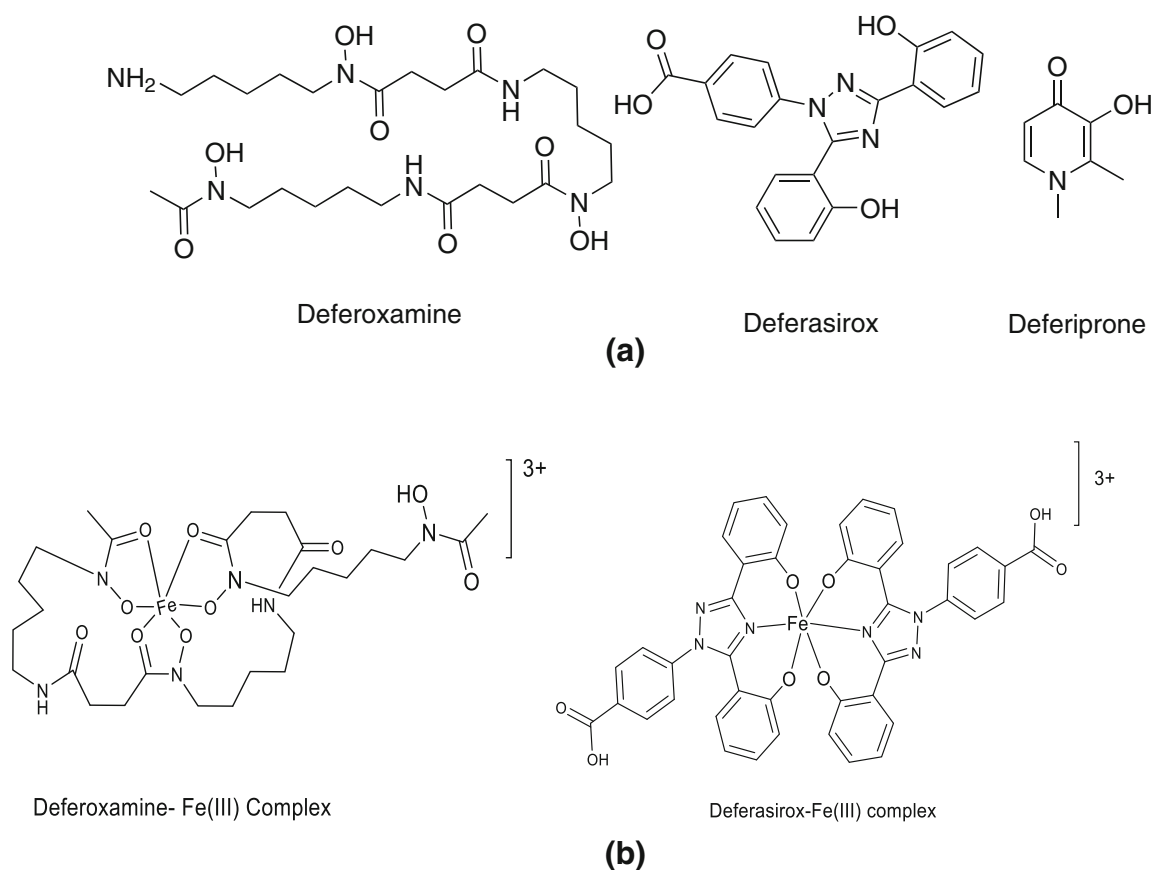 OH
O
NH2
N
N
H
O
OH
O
H
N
N
N
O
O
OH
Deferoxamine
O
HO
HO
N
N
N
OH
Deferasirox
O
OH
N
Deferiprone
(a)
3+
HO
O
O
O
N
N
N
O
Fe
O
O
O
O
HN
O
N
N
H
Deferoxamine- Fe(III) Complex
3+
OH
O
O
O
N
N
N
Fe
N
N
N
O
O
O
OH
Deferasirox-Fe(III) complex
(b)